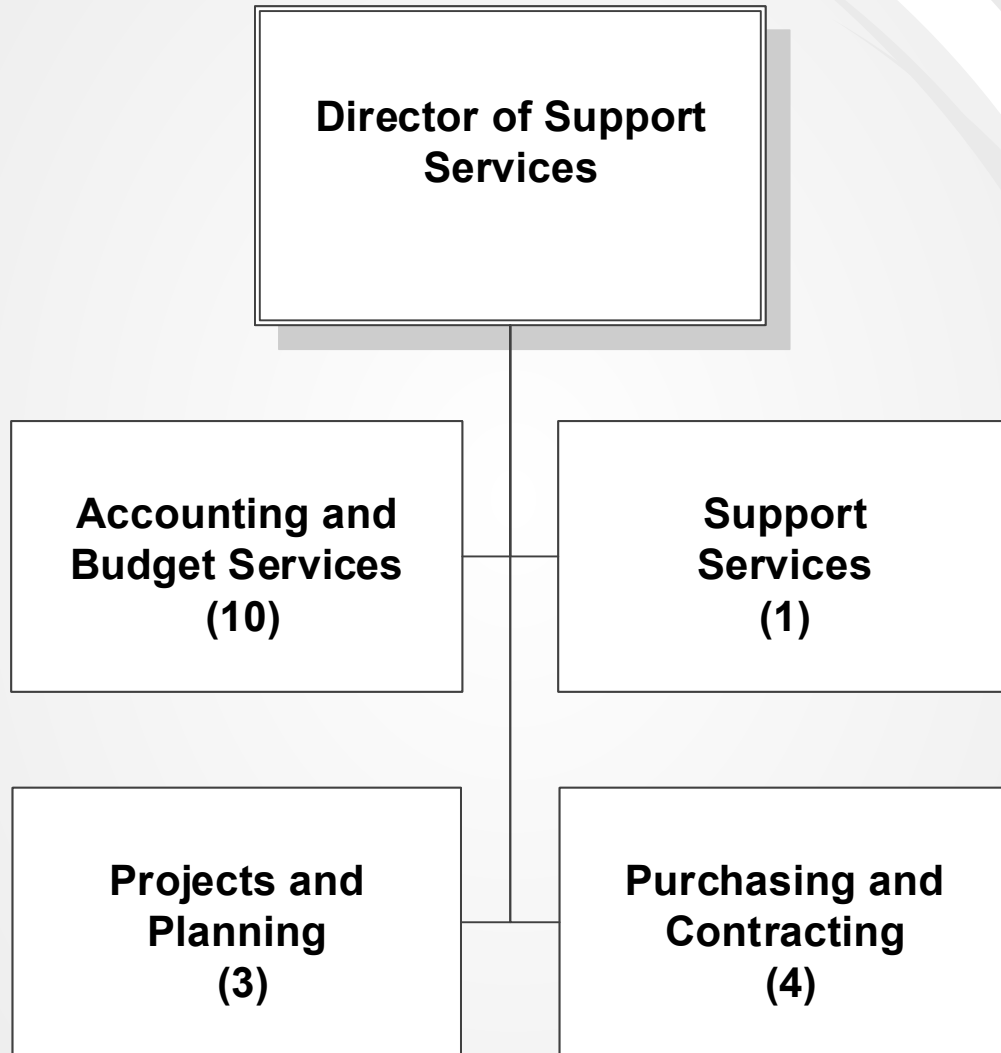 Director of Support
Services
Accounting and
Budget Services
(10)
Support
Services
(1)
Projects and
Planning
(3)
Purchasing and
Contracting
(4)